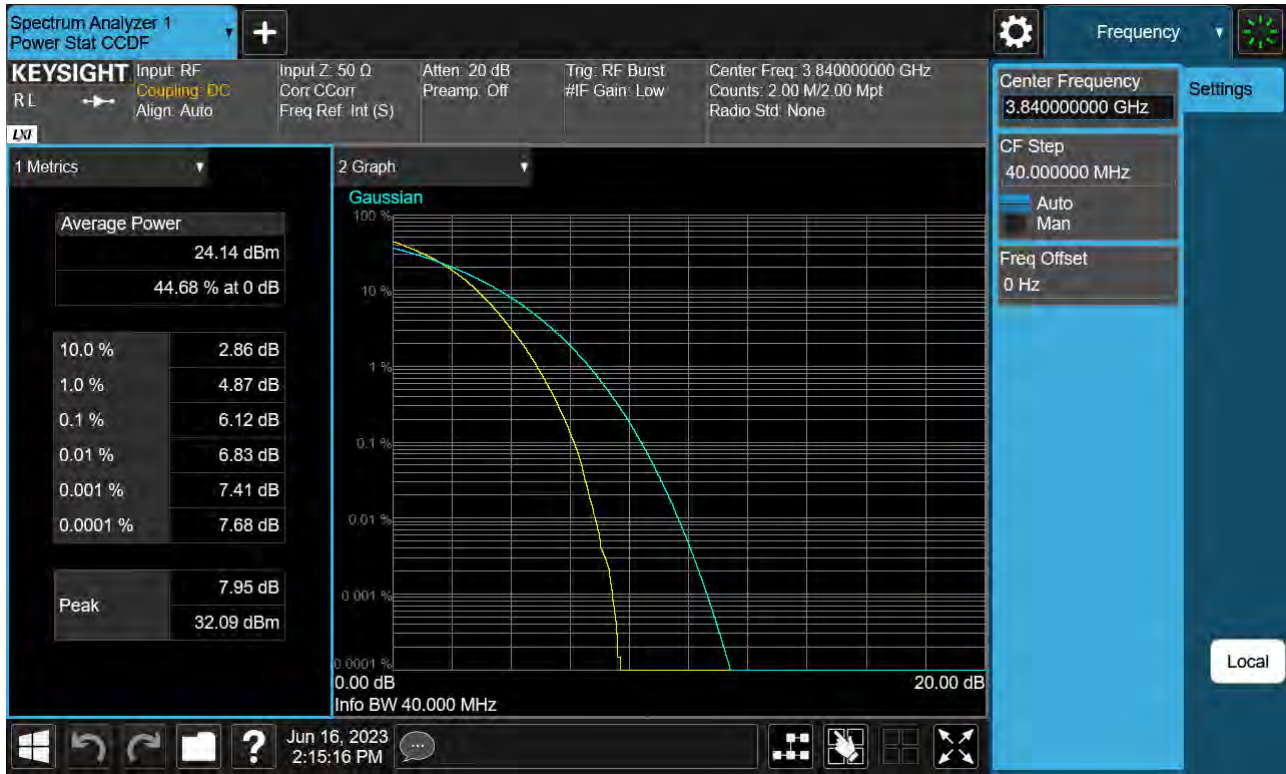 Spectrum Analyzer 1
Power Stat CCDF
Frequency
KEYSIGHT
RL
LXI
Input: RF
Coupling: DC
Align: Auto
Input Z: 50 Ω
Corr CCorr
Freq Ref: Int (S)
Atten: 20 dB
Preamp: Off
Trig: RF Burst
#IF Gain: Low
Center Freq: 3.840000000 GHz
Counts: 2.00 M/2.00 Mpt
Radio Std: None
Center Frequency
3.840000000 GHz
Settings
CF Step
40.000000 MHz
Auto
Man
Freq Offset
0 Hz
1 Metrics
Average Power
24.14 dBm
44.68 % at 0 dB
10.0 % 2.86 dB
1.0 % 4.87 dB
0.1 % 6.12 dB
0.01 % 6.83 dB
0.001 % 7.41 dB
0.0001 % 7.68 dB
Peak
7.95 dB
32.09 dBm
2 Graph
Gaussian
100 %
10 %
1 %
0.1 %
0.01 %
0.001 %
0.0001 %
0.00 dB 20.00 dB
Info BW 40.000 MHz
Local
?
Jun 16, 2023
2:15:16 PM